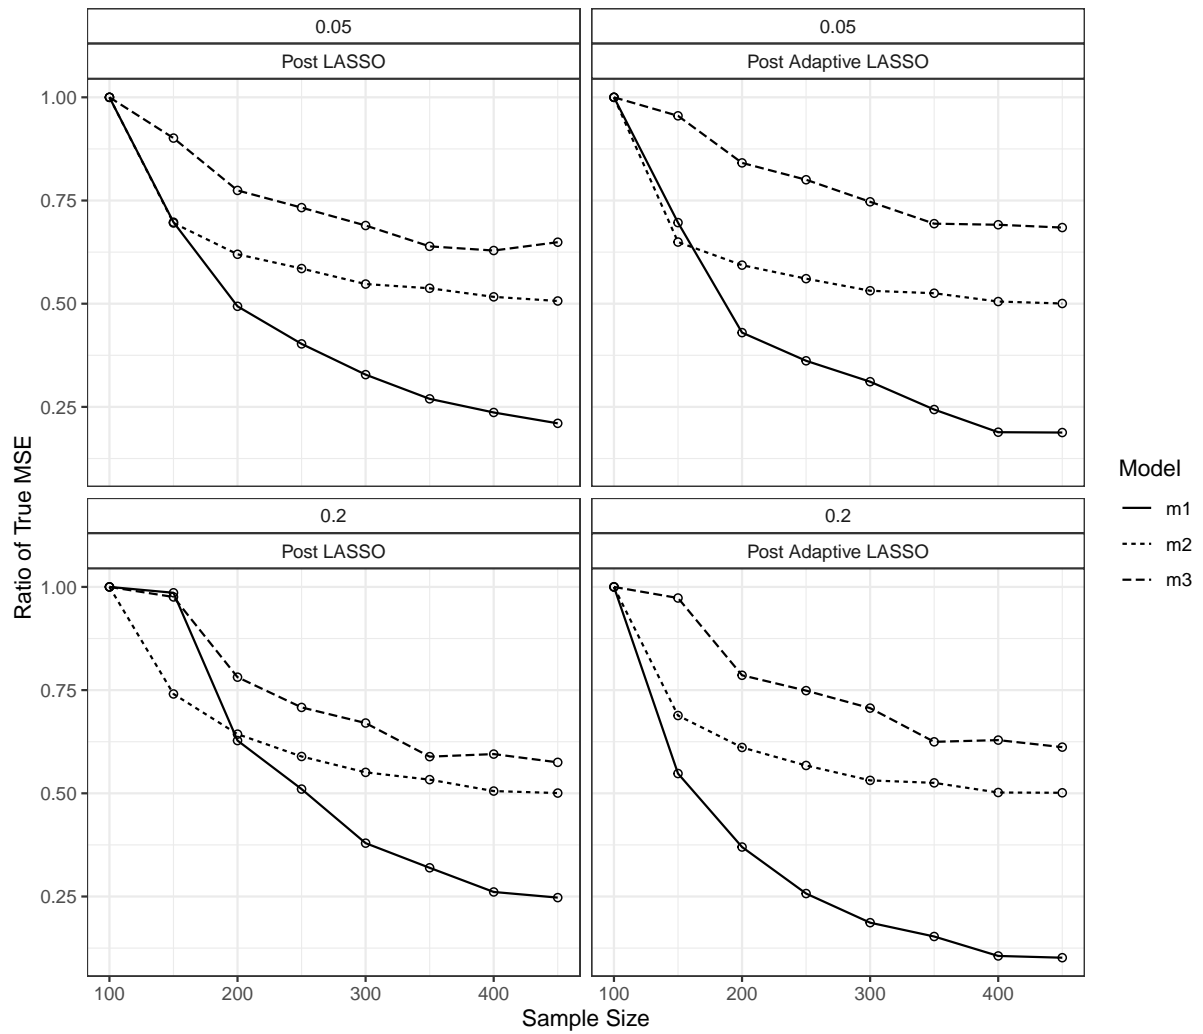 0.05
0.05
Post LASSO
Post Adaptive LASSO
1.00
0.75
0.50
0.25
0.2
0.2
Post LASSO
Post Adaptive LASSO
1.00
0.75
0.50
0.25
100
200
300
400
100
200
300
400
Sample Size
Ratio of True MSE
Model
m1
m2
m3